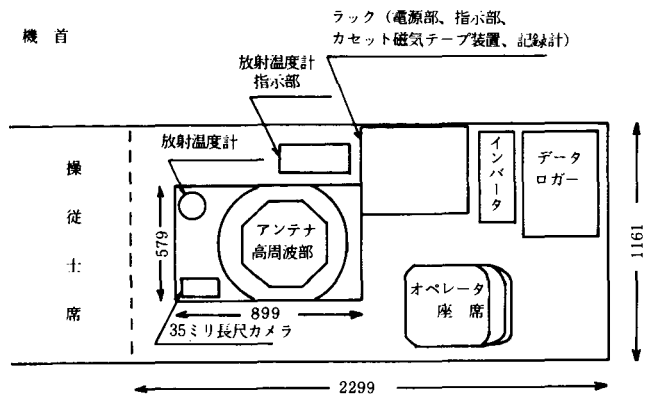 機首
ラック（電源部、指示部、
カセット磁気テープ装置、記録計）
放射温度計
指示部
放射温度計
操従士席
インバータ
データ
ロガー
アンテナ
高周波部
579
899
1161
オペレータ
座席
35ミリ長尺カメラ
2299